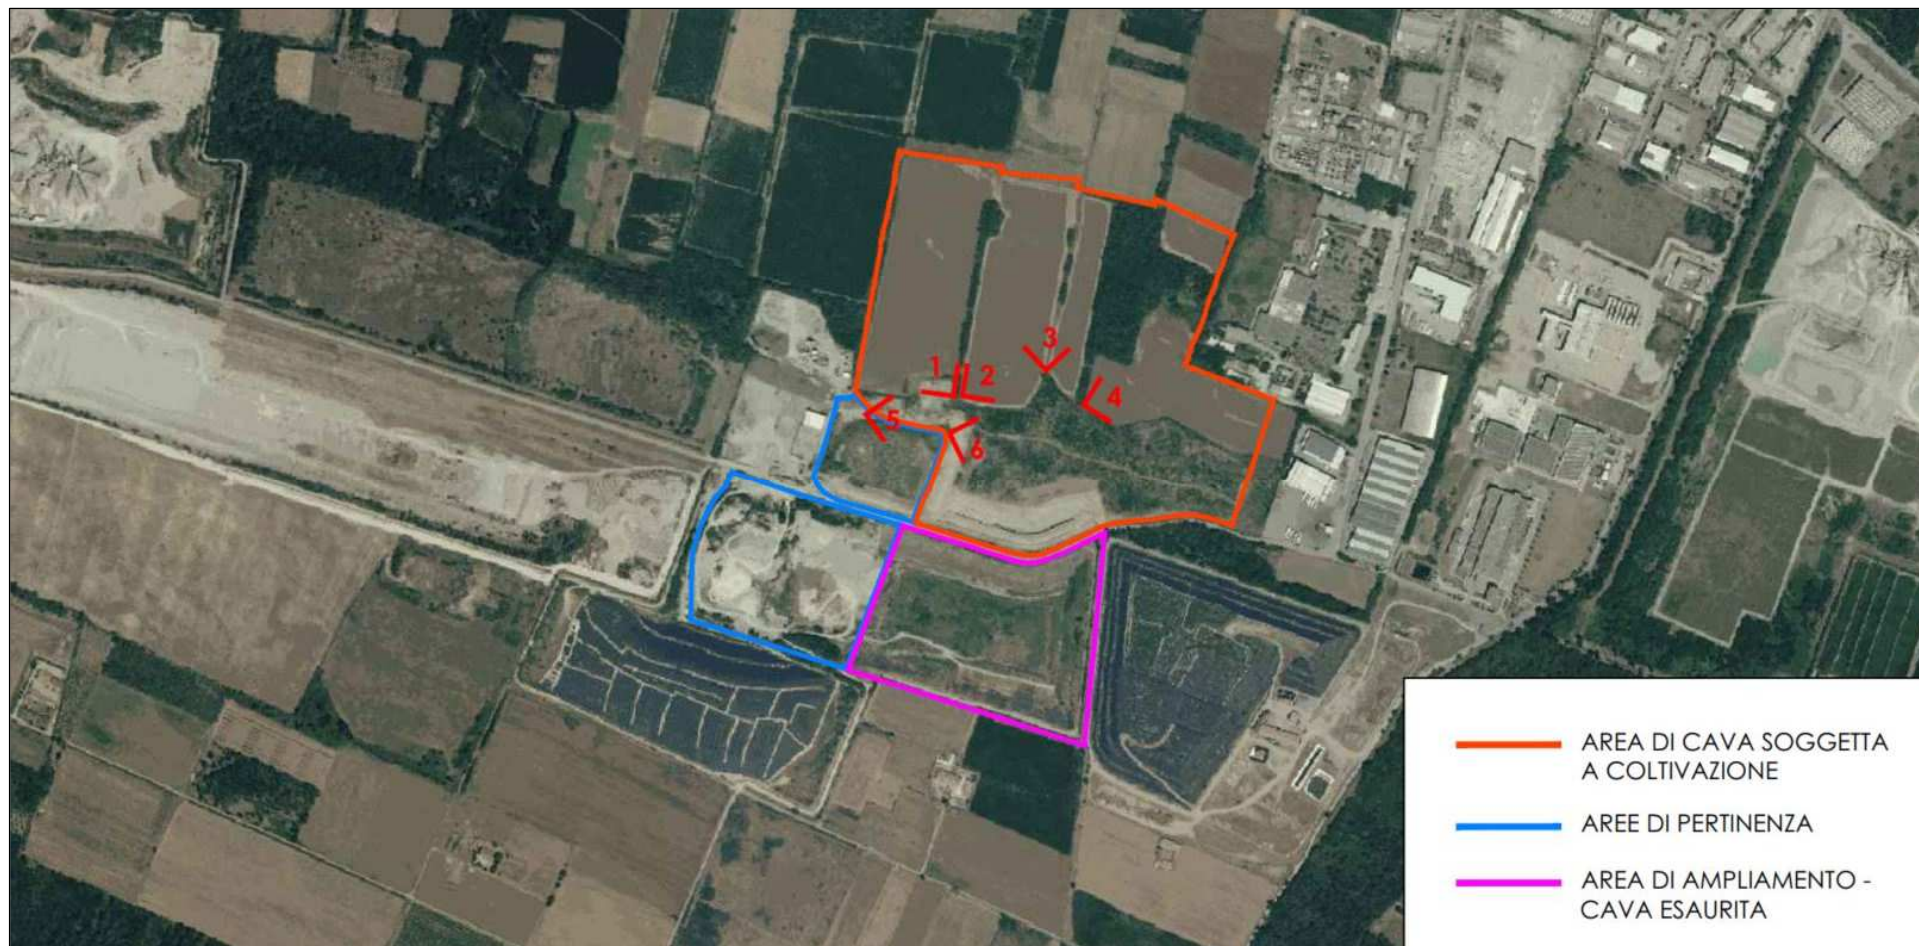 3
1
2
4
5
6
AREA DI CAVA SOGGETTA
A COLTIVAZIONE
AREE DI PERTINENZA
AREA DI AMPLIAMENTO -
CAVA ESAURITA